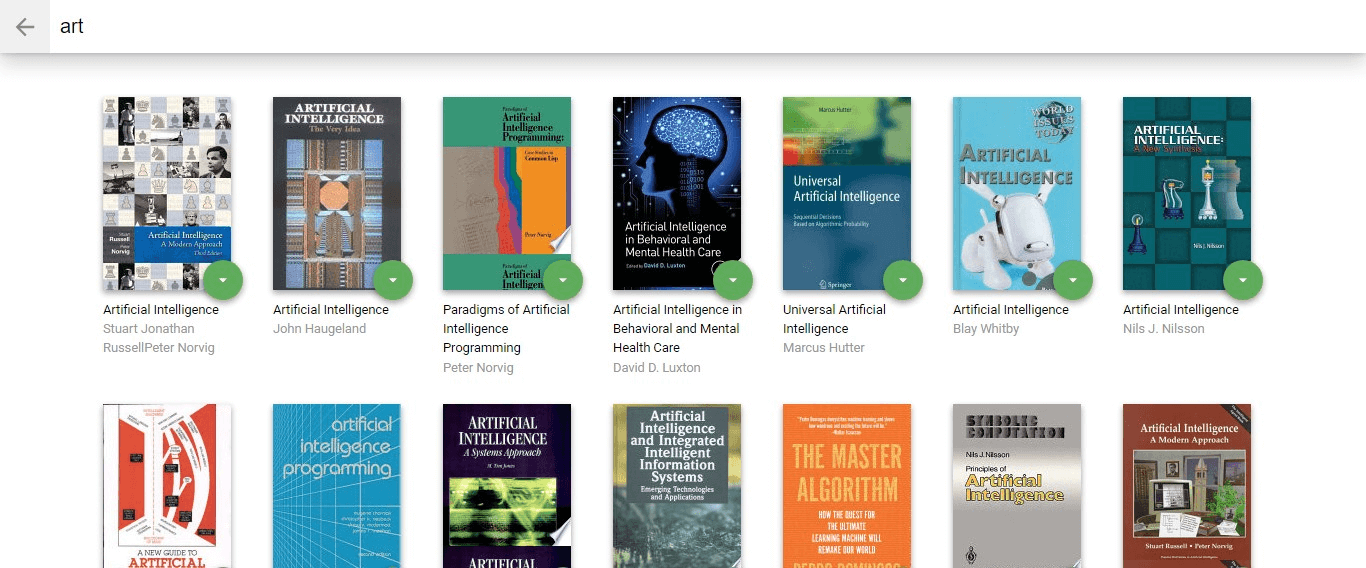 art
Stuart
Russell
Peter
Norvig
Artificial Intelligence
A Modern Approach
Third Edition
ARTIFICIAL
INTELLIGENCE
The Very Idea
Paradigms of
Artificial
Intelligence
Programming:
Case Studies in
Common Lisp
Peter Norvig
Paradigms of
Artificial
Artificial Intelligence
in Behavioral and
Mental Health Care
Edited by David D. Luxton
Marcus Hutter
Universal
Artificial Intelligence
Sequential Decisions
Based on Algorithmic Probability
Springer
WORLD
ISSUES
TODAY
ARTIFICIAL
INTELLIGENCE
ARTIFICIAL
INTELLIGENCE:
A New Synthesis
Nils J. Nilsson
Artificial Intelligence
Stuart Jonathan
RussellPeter Norvig
Artificial Intelligence
John Haugeland
Paradigms of Artificial
Intelligence
Programming
Peter Norvig
Artificial Intelligence in
Behavioral and Mental
Health Care
David D. Luxton
Universal Artificial
Intelligence
Marcus Hutter
Artificial Intelligence
Blay Whitby
Artificial Intelligence
Nils J. Nilsson
A NEW GUIDE TO
ARTIFICIAL
artificial
intelligence
programming
second edition
ARTIFICIAL
INTELLIGENCE
A Systems Approach
M. Tim Jones
ARTIFICIAL
Artificial
Intelligence
and Integrated
Intelligent
Information
Systems
Emerging Technologies
and Applications
THE MASTER
ALGORITHM
HOW THE QUEST FOR
THE ULTIMATE
LEARNING MACHINE WILL
REMAKE OUR WORLD
PEDRO DOMINGOS
SYMBOLIC
COMPUTATION
Nils J. Nilsson
Principles of
Artificial
Intelligence
Artificial Intelligence
A Modern Approach
Stuart Russell • Peter Norvig